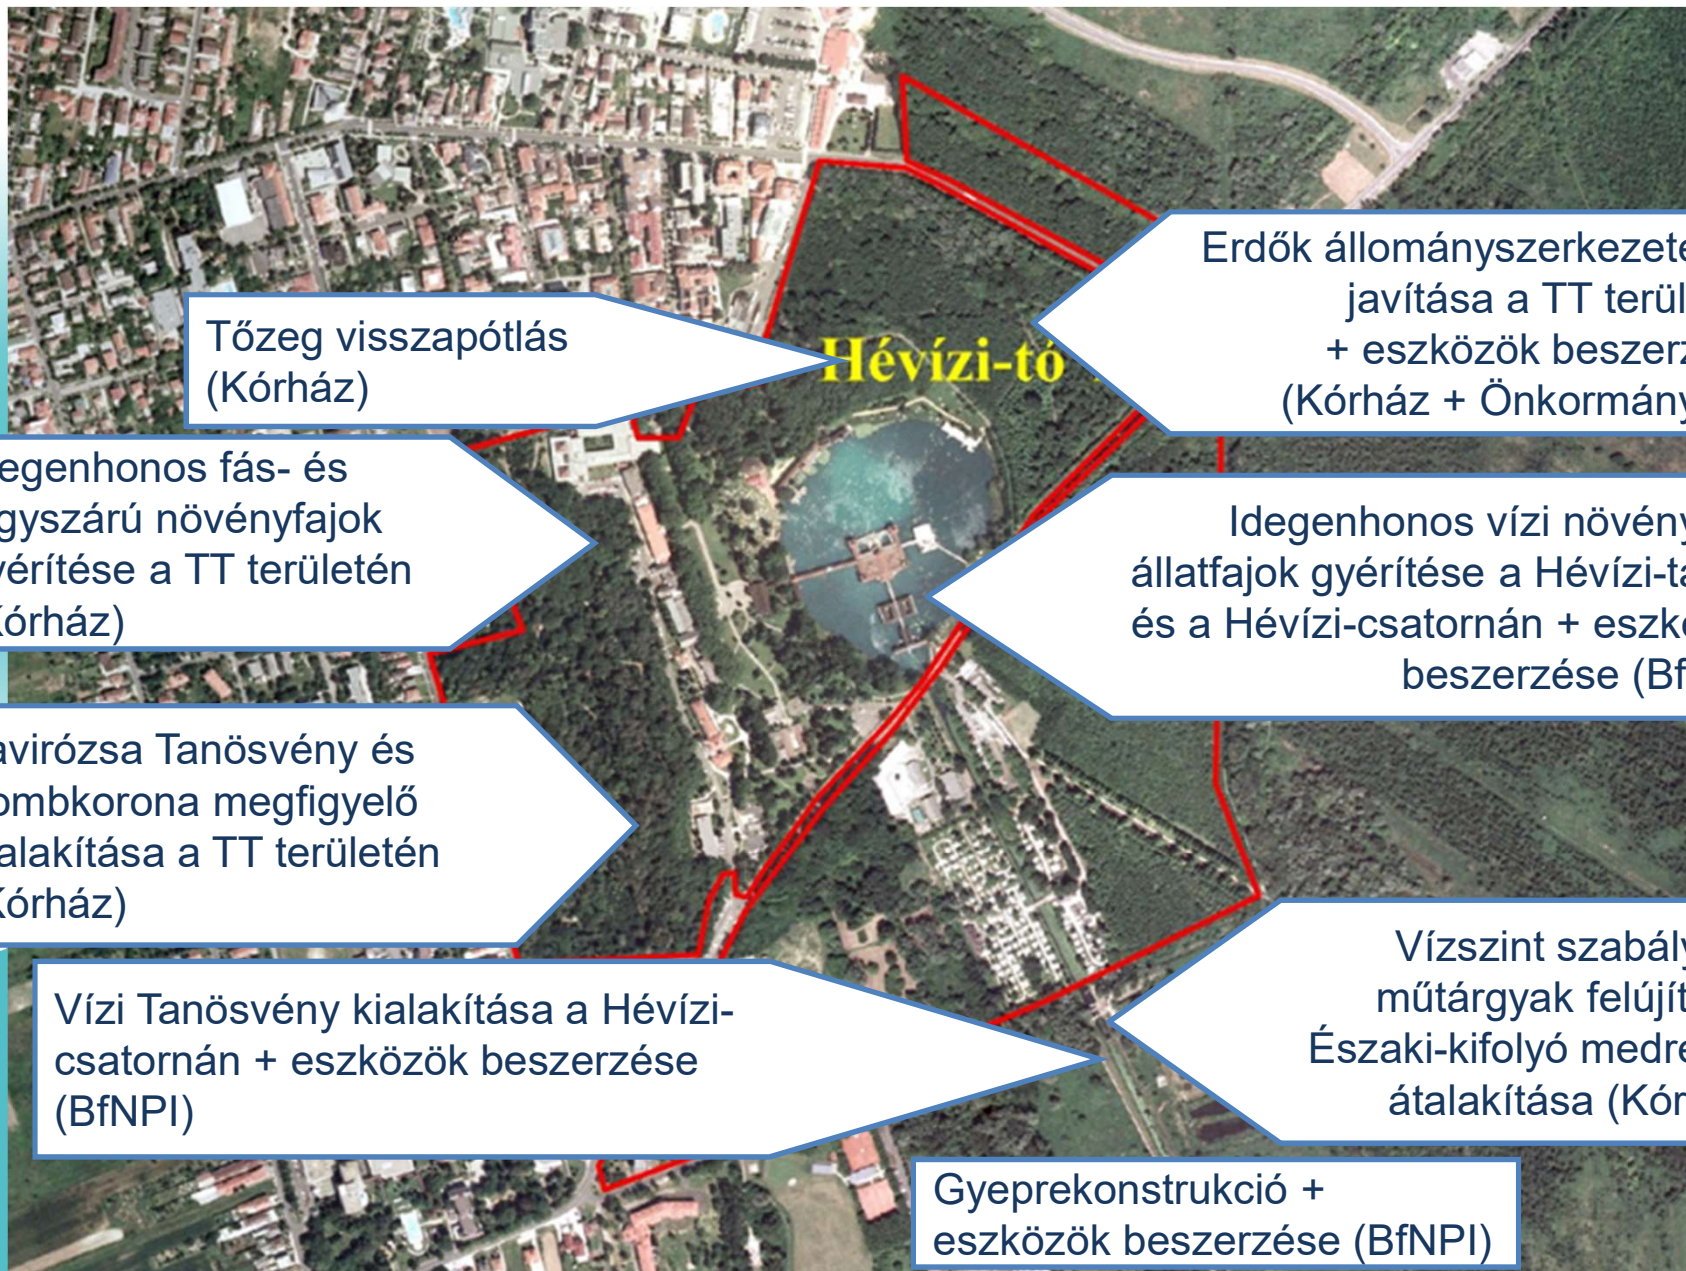 Erdők állományszerkezeté
javítása a TT terül
+ eszközök beszerz
(Kórház + Önkormány
Tőzeg visszapótlás
(Kórház)
Hévízi-tó
egenhonos fás- és
gyszárú növényfajok
érítése a TT területén
Kórház)
Idegenhonos vízi növény
állatfajok gyérítése a Hévízi-ta
és a Hévízi-csatornán + eszkö
beszerzése (Bf
avirózsa Tanösvény és
ombkorona megfigyelő
alakítása a TT területén
Kórház)
Vízszint szabály
műtárgyak felújít
Északi-kifolyó medre
átalakítása (Kór
Vízi Tanösvény kialakítása a Hévízi-
csatornán + eszközök beszerzése
(BfNPI)
Gyeprekonstrukció +
eszközök beszerzése (BfNPI)